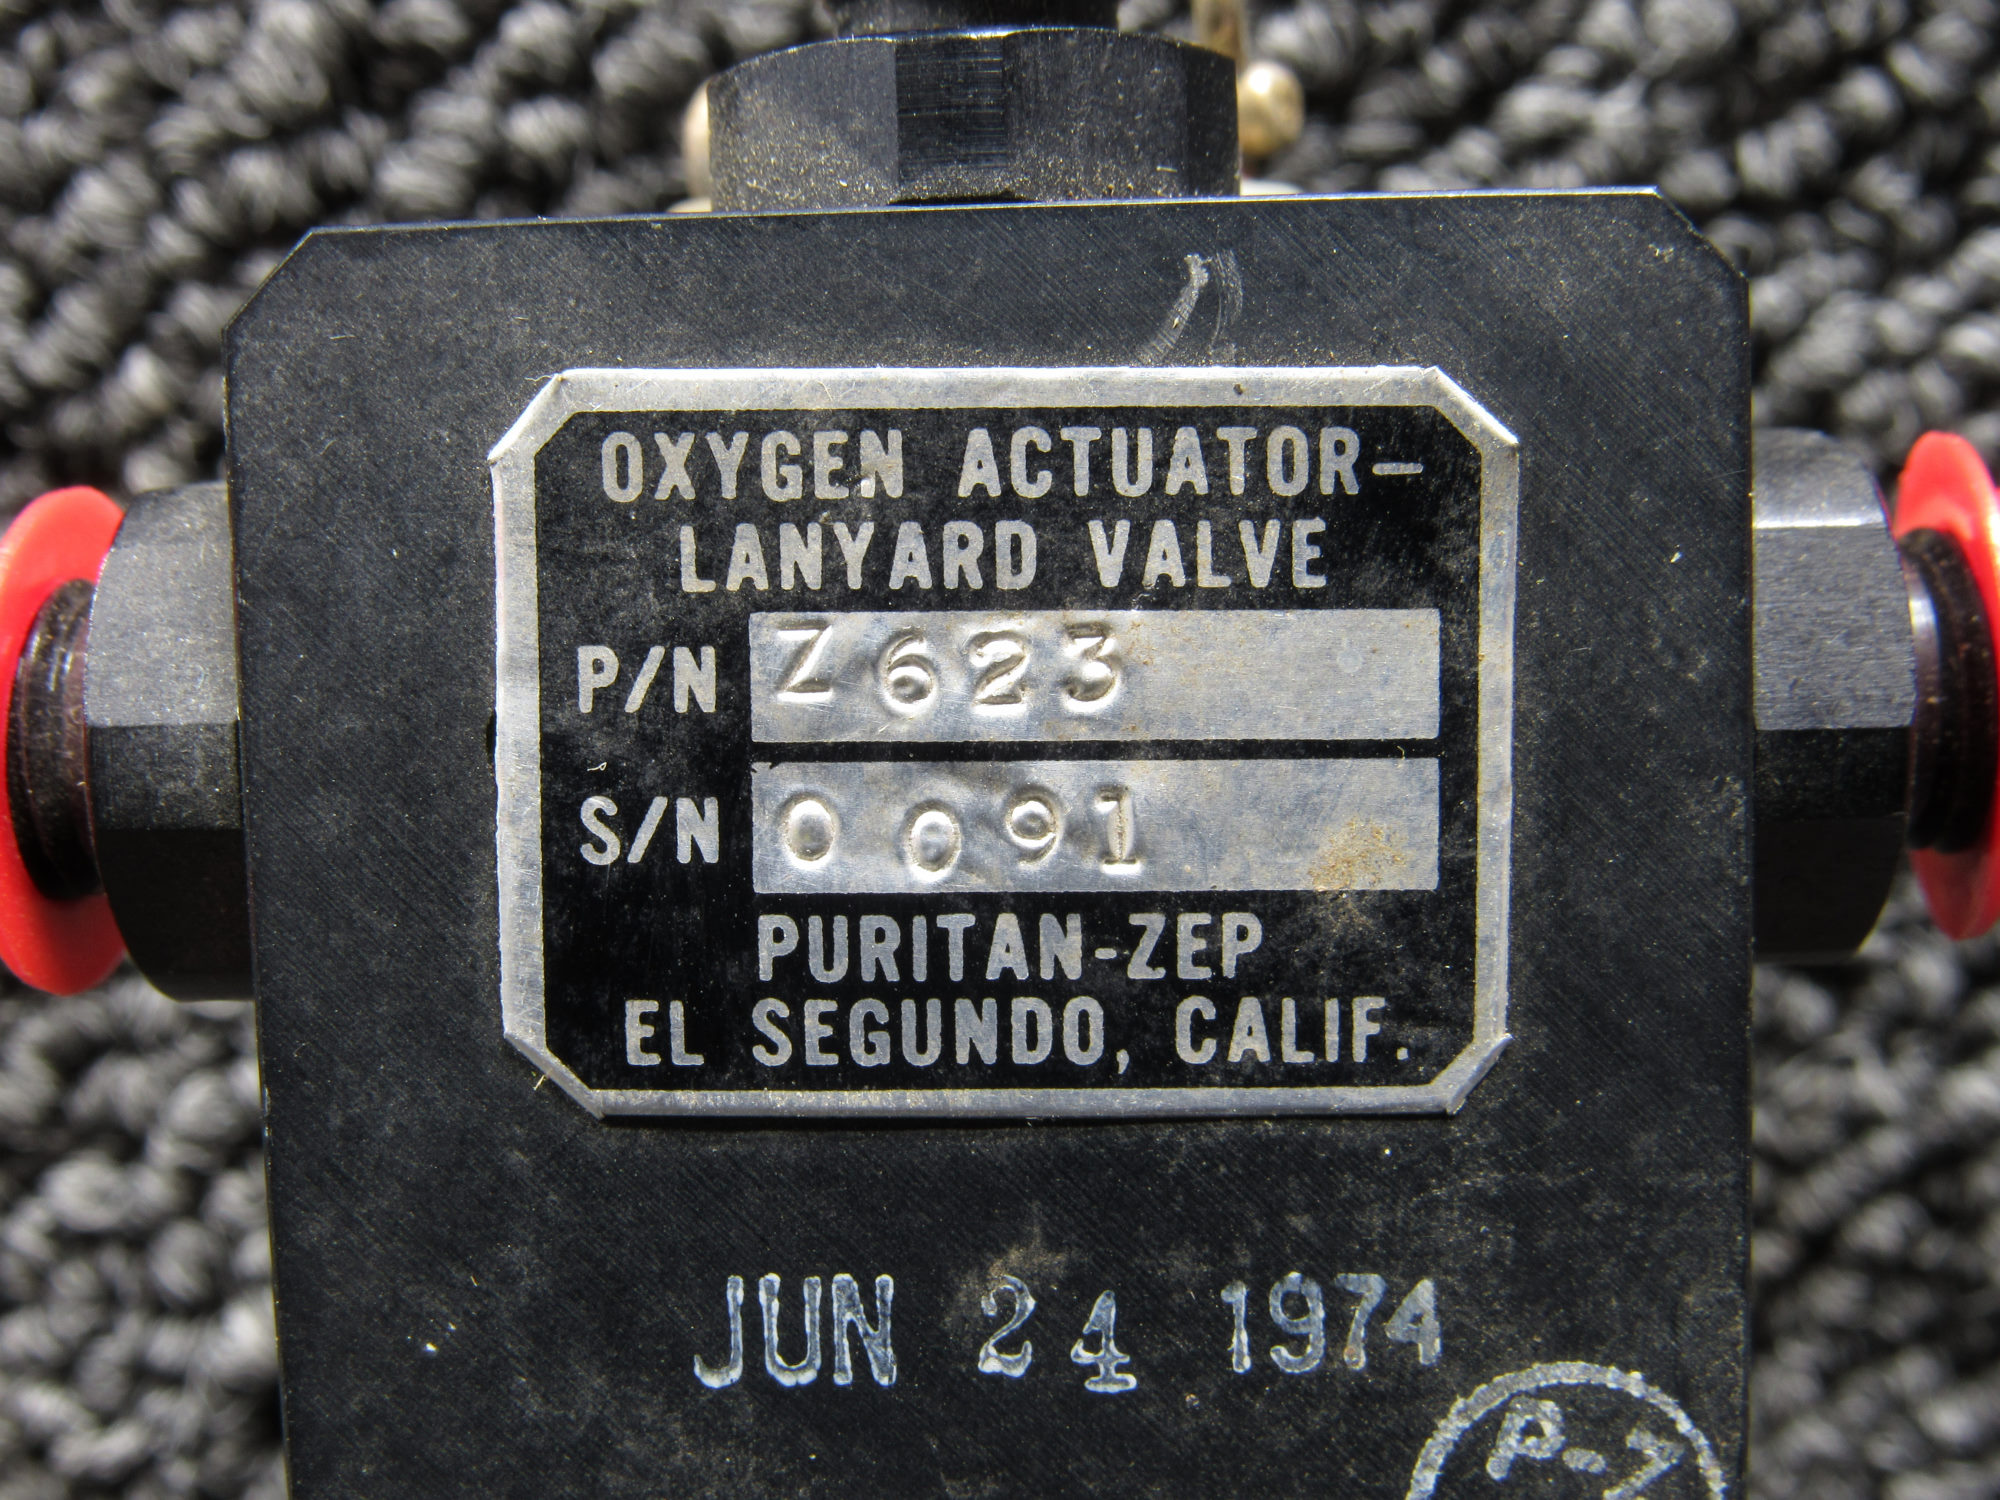 OXYGEN ACTUATOR–
LANYARD VALVE
P/N Z623
S/N 0091
PURITAN-ZEP
EL SEGUNDO, CALIF.
JUN 24 1974